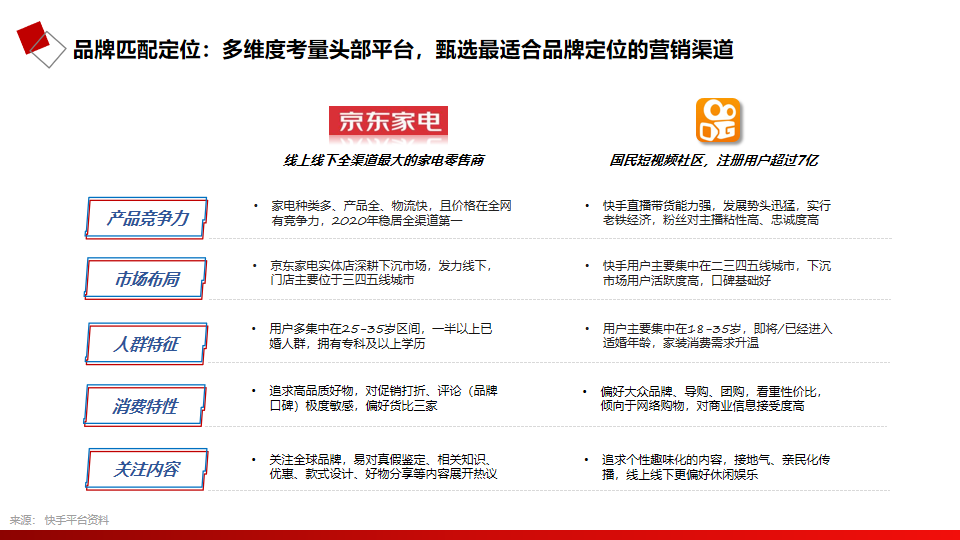 品牌匹配定位：多维度考量头部平台，甄选最适合品牌定位的营销渠道
京东家电
线上线下全渠道最大的家电零售商
国民短视频社区，注册用户超过7亿
产品竞争力
• 家电种类多、产品全、物流快，且价格在全网
有竞争力，2020年稳居全渠道第一
• 快手直播带货能力强，发展势头迅猛，实行
老铁经济，粉丝对主播粘性高、忠诚度高
市场布局
• 京东家电实体店深耕下沉市场，发力线下，
门店主要位于三四五线城市
• 快手用户主要集中在二三四五线城市，下沉
市场用户活跃度高，口碑基础好
人群特征
• 用户多集中在25-35岁区间，一半以上已
婚人群，拥有专科及以上学历
• 用户主要集中在18-35岁，即将/已经进入
适婚年龄，家装消费需求升温
消费特性
• 追求高品质好物，对促销打折、评论（品牌
口碑）极度敏感，偏好货比三家
• 偏好大众品牌、导购、团购，看重性价比，
倾向于网络购物，对商业信息接受度高
关注内容
• 关注全球品牌，易对真假鉴定、相关知识、
优惠、款式设计、好物分享等内容展开热议
• 追求个性趣味化的内容，接地气、亲民化传
播，线上线下更偏好休闲娱乐
来源： 快手平台资料